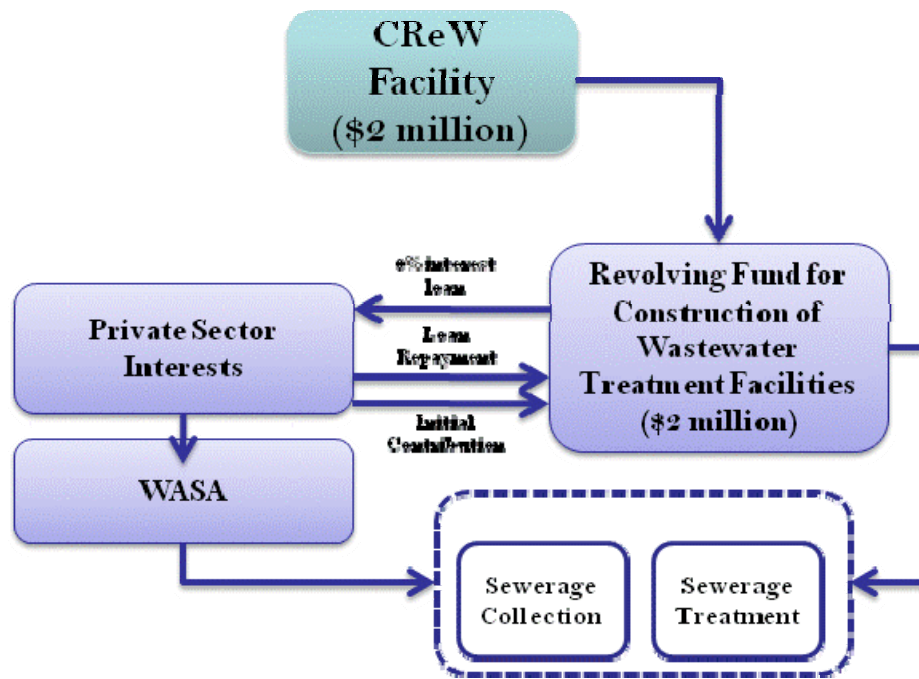 CReW
Facility
($2 million)
0% interest
loan
Revolving Fund for
Construction of
Wastewater
Treatment Facilities
($2 million)
Private Sector
Interests
Loan
Repayment
Initial
Contribution
WASA
Sewerage
Collection
Sewerage
Treatment